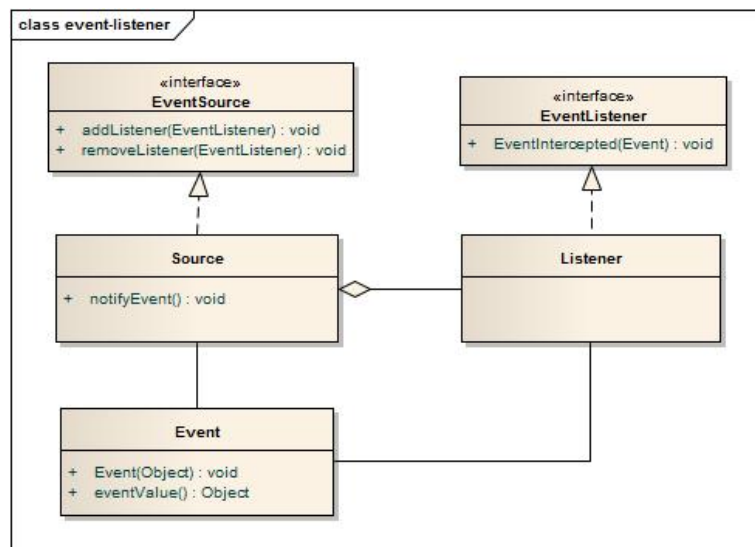 class event-listener
«interface»
EventSource
+ addListener(EventListener) : void
+ removeListener(EventListener) : void
«interface»
EventListener
+ EventIntercepted(Event) : void
Source
+ notifyEvent() : void
Listener
Event
+ Event(Object) : void
+ eventValue() : Object